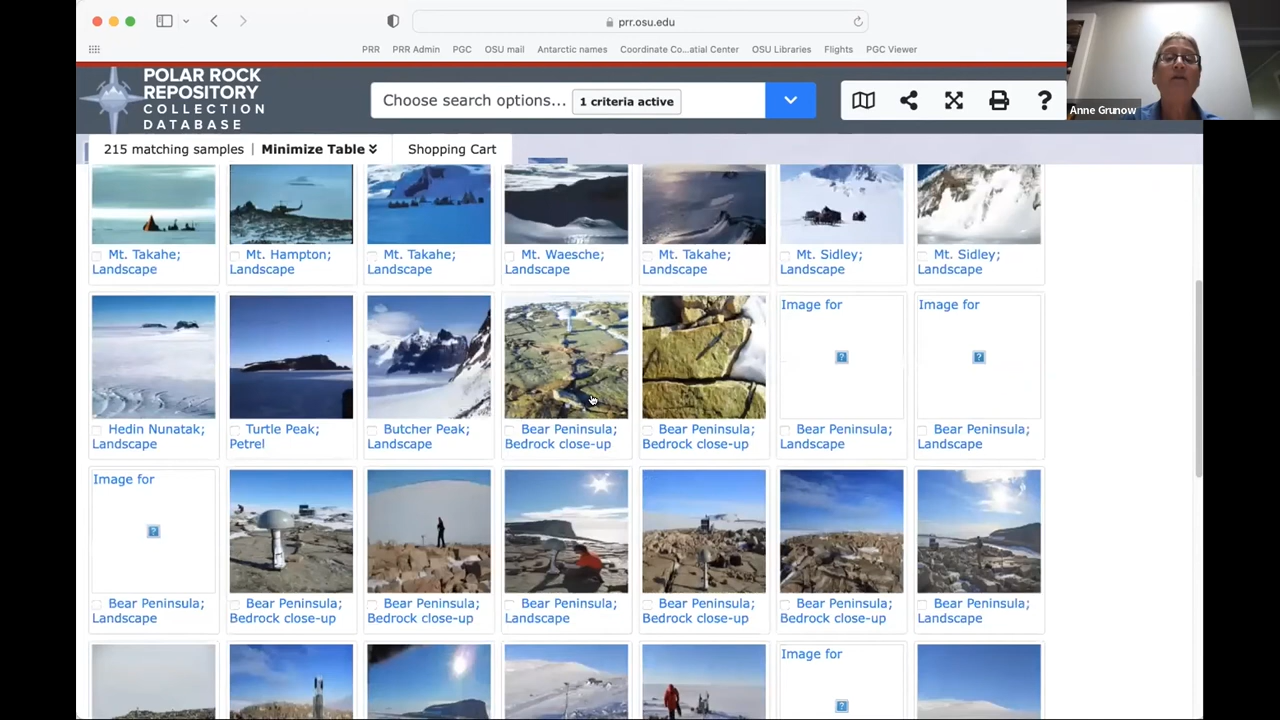 prr.osu.edu
PRR PRR Admin PGC OSU mail Antarctic names Coordinate Co...atial Center OSU Libraries Flights PGC Viewer
POLAR ROCK
REPOSITORY
COLLECTION
DATABASE
Choose search options... 1 criteria active
?
Anne Grunow
215 matching samples | Minimize Table Shopping Cart
Mt. Takahe;
Landscape
Mt. Hampton;
Landscape
Mt. Takahe;
Landscape
Mt. Waesche;
Landscape
Mt. Takahe;
Landscape
Mt. Sidley;
Landscape
Mt. Sidley;
Landscape
Image for
?
Image for
?
Hedin Nunatak;
Landscape
Turtle Peak;
Petrel
Butcher Peak;
Landscape
Bear Peninsula;
Bedrock close-up
Bear Peninsula;
Bedrock close-up
Bear Peninsula;
Landscape
Bear Peninsula;
Landscape
Image for
?
Bear Peninsula;
Landscape
Bear Peninsula;
Bedrock close-up
Bear Peninsula;
Bedrock close-up
Bear Peninsula;
Landscape
Bear Peninsula;
Bedrock close-up
Bear Peninsula;
Bedrock close-up
Bear Peninsula;
Landscape
Image for
?